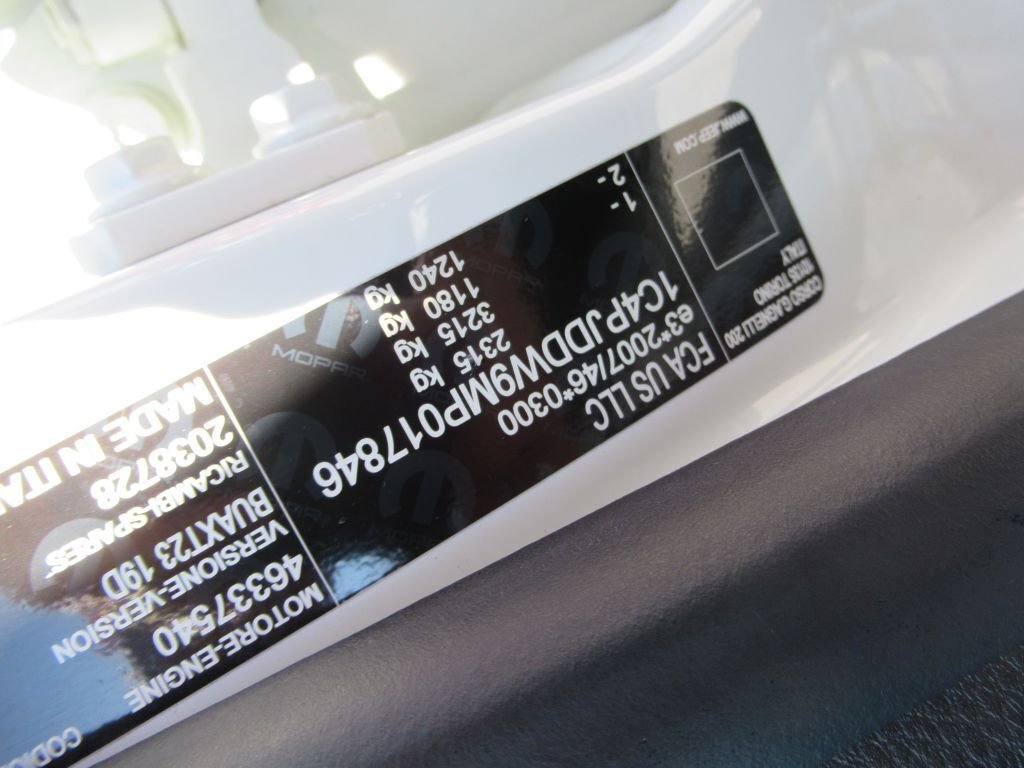 CORSO G.AGNELLI 200
10135 TORINO
ITALY
WWW.JEEP.COM
FCA US LLC
e3*2007/46*0300
1C4PJDDW9MP017846
2315 kg
3215 kg
1- 1180 kg
2- 1240 kg
MOPAR
MOPAR
MOTORE-ENGINE
46337540
VERSIONE-VERSION
BUAXT23 19D
RICAMBI-SPARES
2038728
MADE IN ITA
CODI